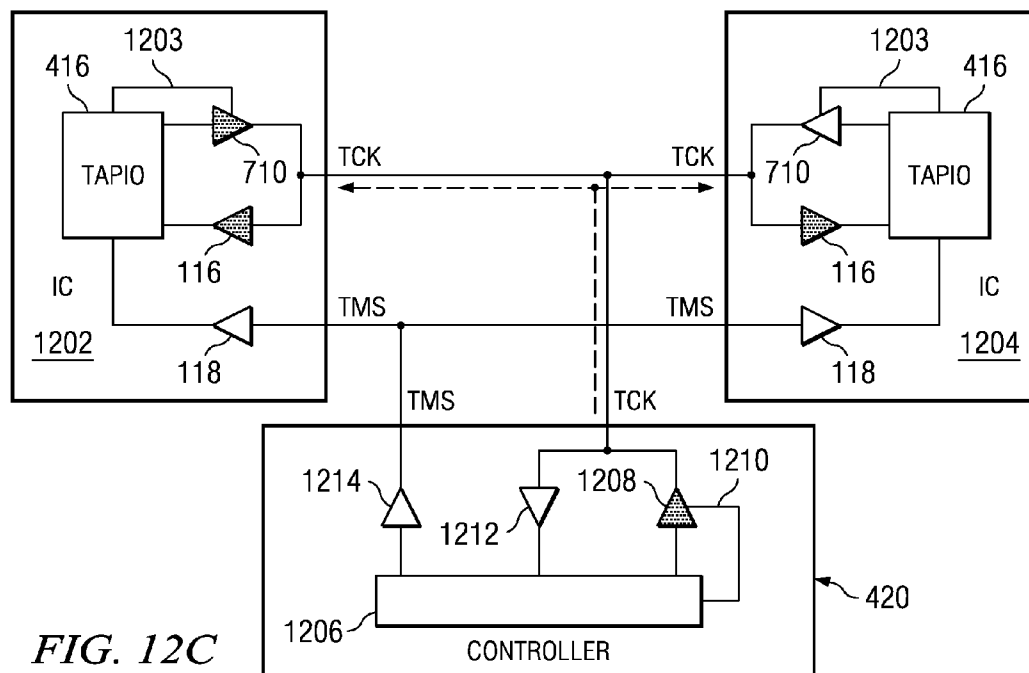 1203
416
TAPIO
710
116
IC
1202
118
TCK
TCK
TMS
TMS
1203
416
TAPIO
710
116
IC
1204
118
TMS
TCK
1214
1212
1208
1210
1206
420
CONTROLLER
FIG. 12C